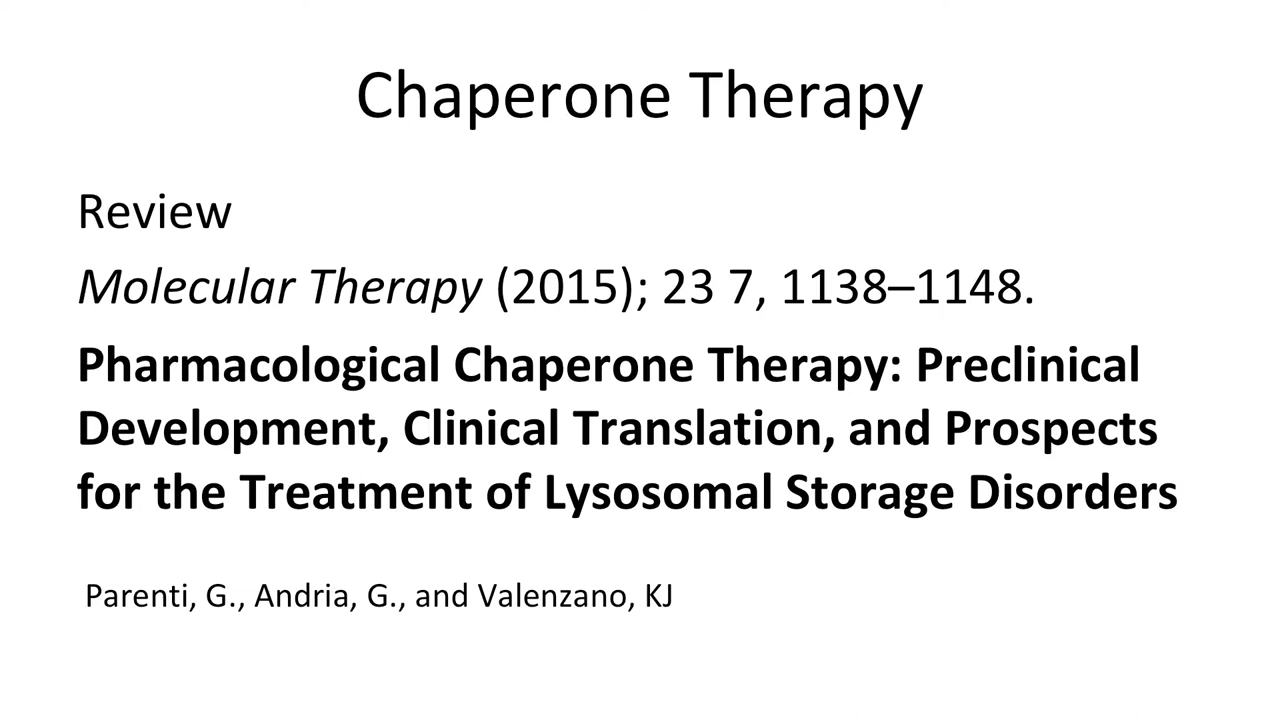 Chaperone Therapy
Review
Molecular Therapy (2015); 23 7, 1138–1148.
Pharmacological Chaperone Therapy: Preclinical
Development, Clinical Translation, and Prospects
for the Treatment of Lysosomal Storage Disorders
Parenti, G., Andria, G., and Valenzano, KJ